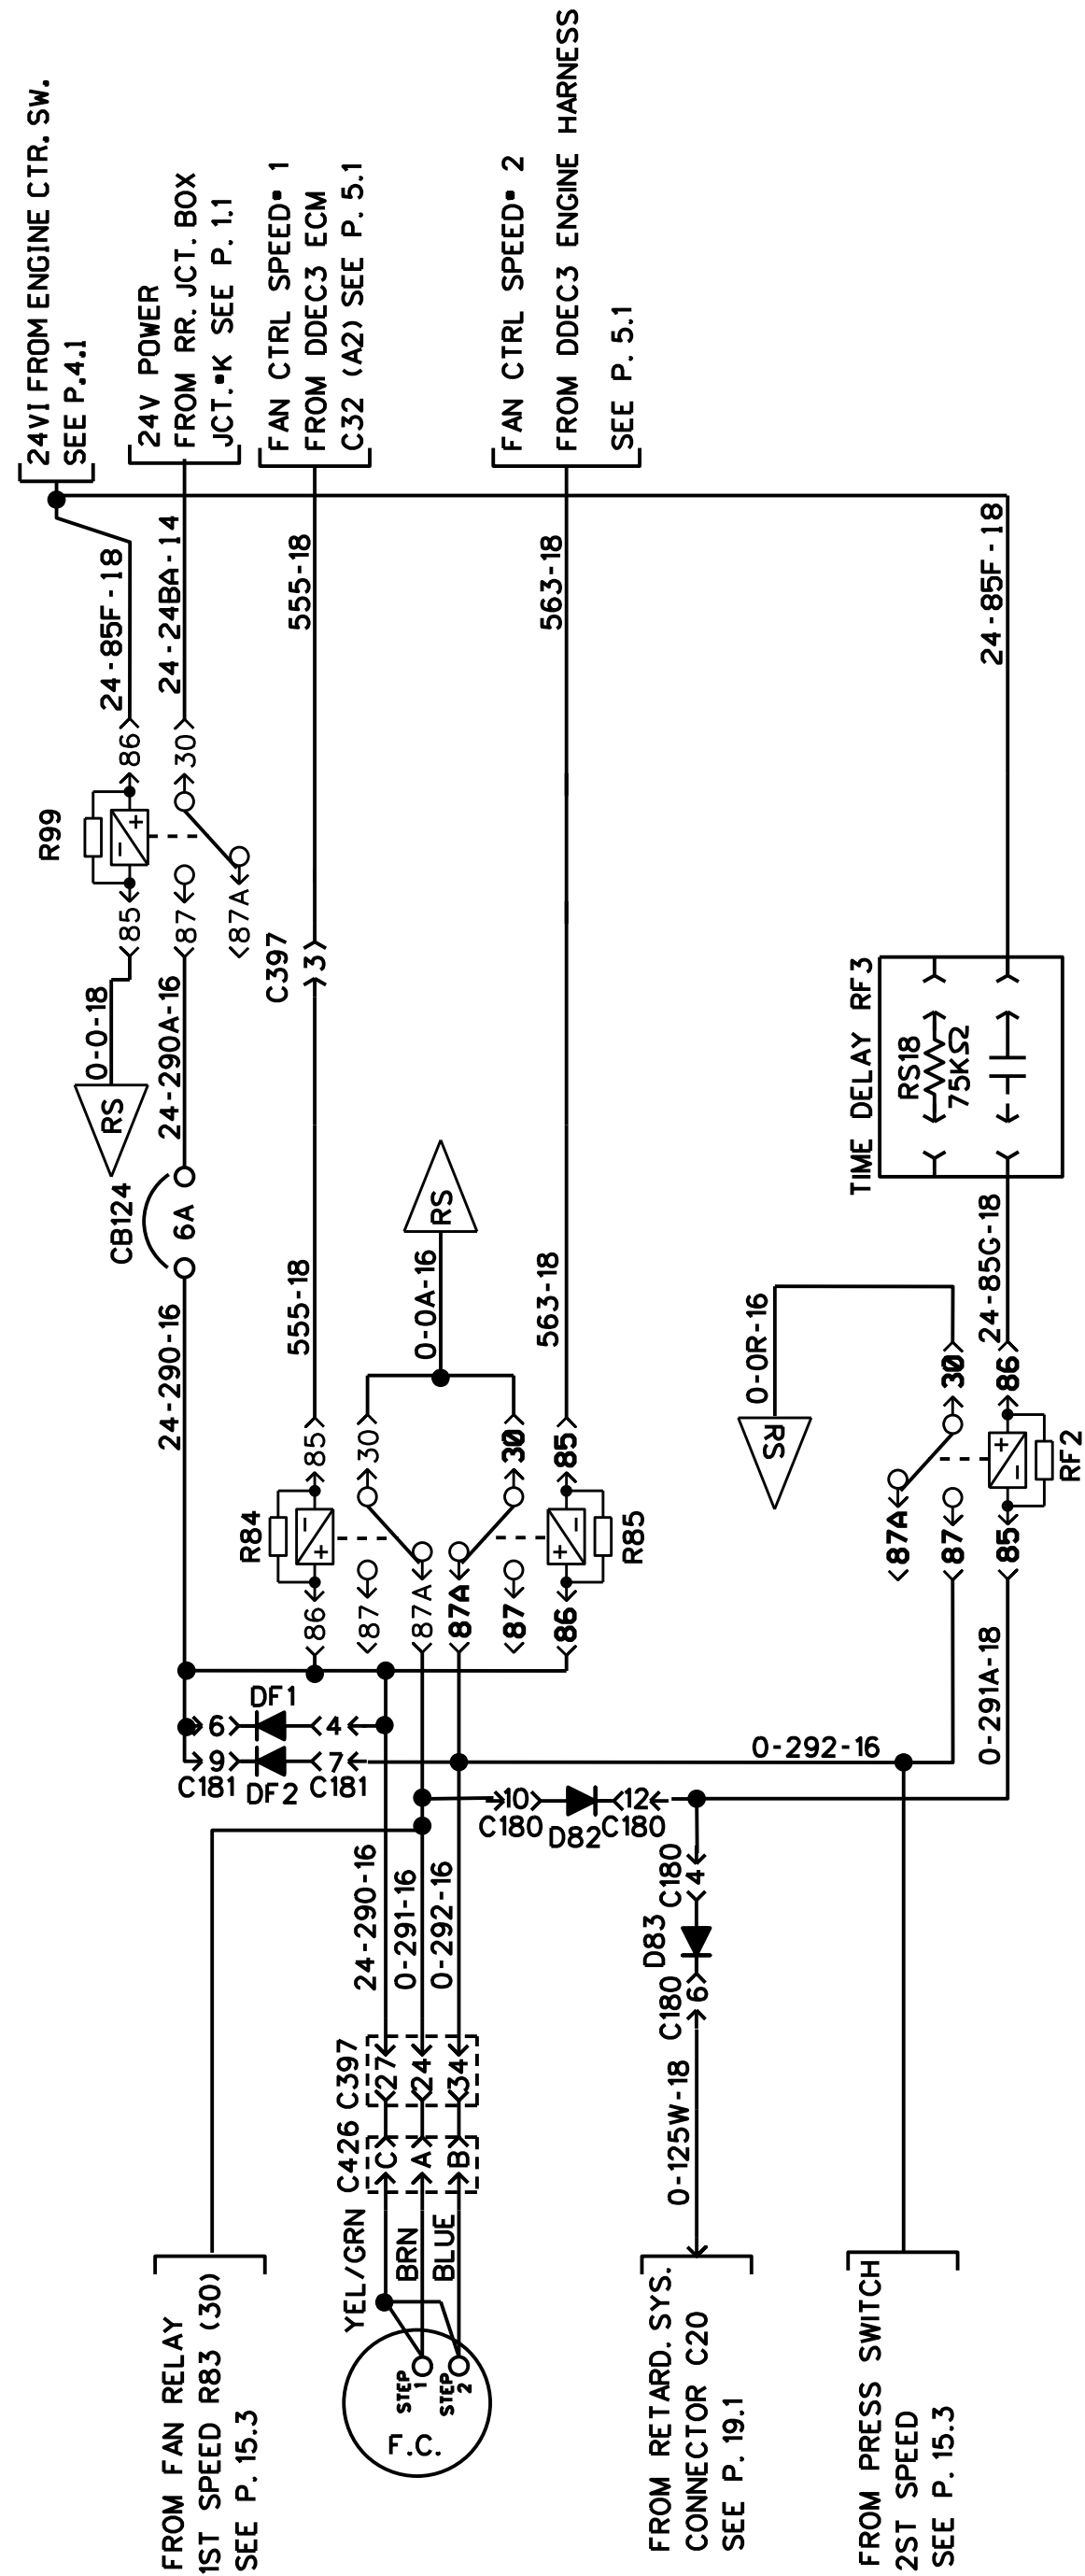 24VI FROM ENGINE CTR. SW.
SEE P.4.1
24V POWER
FROM RR. JCT. BOX
JCT.•K SEE P. 1.1
FAN CTRL SPEED• 1
FROM DDEC3 ECM
C32 (A2) SEE P. 5.1
FAN CTRL SPEED• 2
FROM DDEC3 ENGINE HARNESS
SEE P. 5.1
24-85F-18
24-24BA-14
555-18
563-18
24-85F-18
R99
86
30
85
87
87A
C397
3
0-0-18
RS
24-290A-16
CB124
6A
24-290-16
TIME DELAY RF3
RS18
75KΩ
RS
0-0A-16
555-18
563-18
0-0R-16
RS
24-85G-18
R84
85
30
86
87
87A
30
85
87A
87
86
R85
30
86
87A
87
85
RF2
DF1
6
4
9
7
C181
DF2
C181
0-292-16
0-291A-18
10
12
C180
D82
C180
C180
4
D83
C180
6
0-125W-18
24-290-16
0-291-16
0-292-16
C397
27
24
34
C426
C
A
B
YEL/GRN
BRN
BLUE
STEP
1
STEP
2
F.C.
FROM FAN RELAY
1ST SPEED R83 (30)
SEE P. 15.3
FROM RETARD. SYS.
CONNECTOR C20
SEE P. 19.1
FROM PRESS SWITCH
2ST SPEED
SEE P. 15.3